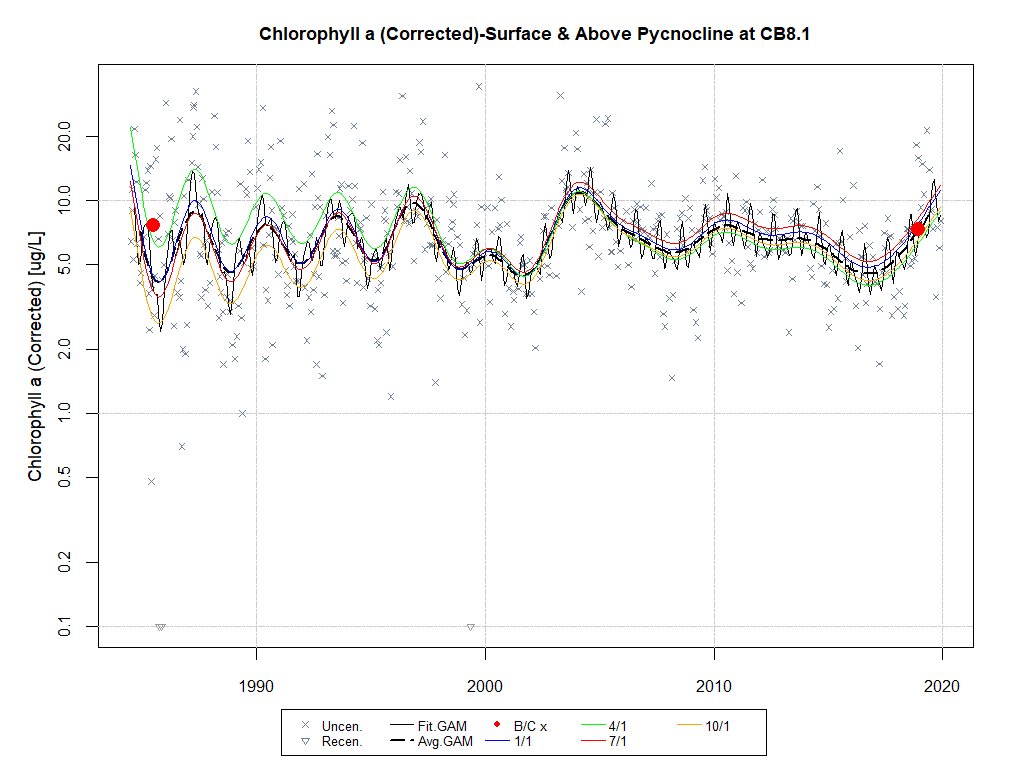 Chlorophyll a (Corrected)-Surface & Above Pycnocline at CB8.1
Chlorophyll a (Corrected) [ug/L]
20.0
10.0
5.0
2.0
1.0
0.5
0.2
0.1
1990 2000 2010 2020
Uncen. Fit.GAM B/C x 4/1 10/1
Recen. Avg.GAM 1/1 7/1